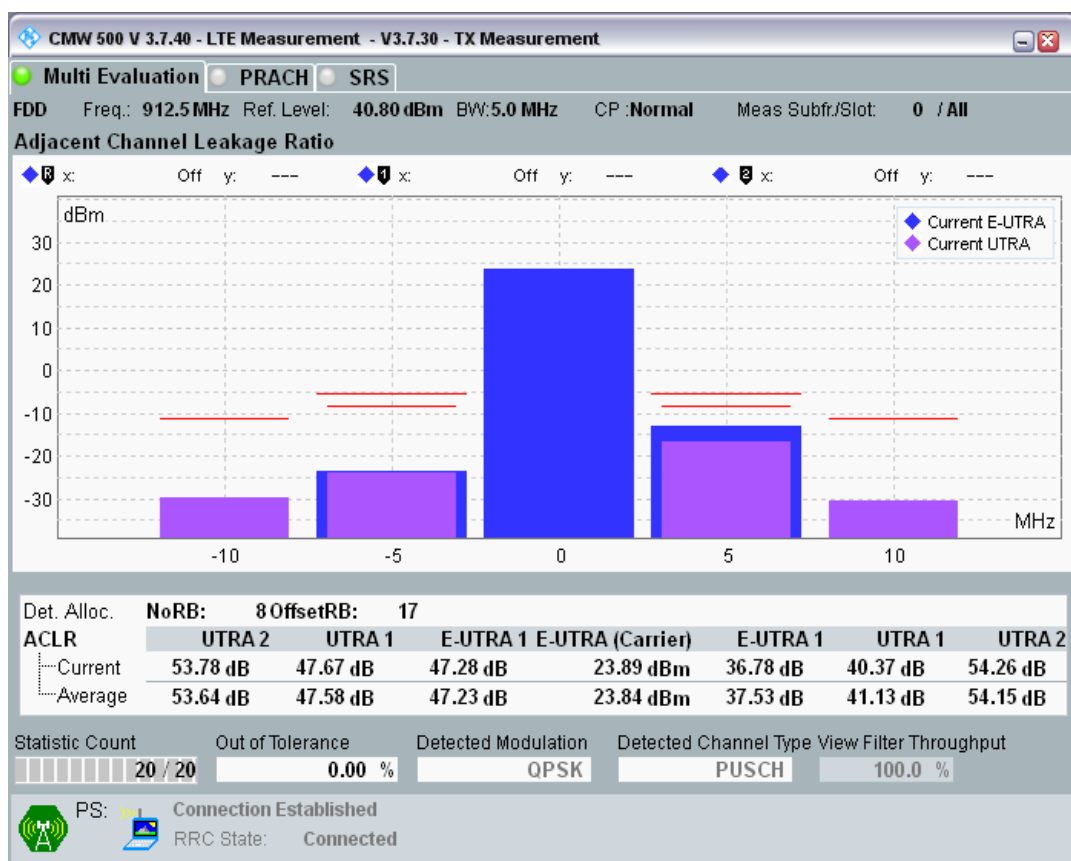 CMW 500 V 3.7.40 - LTE Measurement - V3.7.30 - TX Measurement
Multi Evaluation PRACH SRS
FDD Freq.: 912.5 MHz Ref. Level: 40.80 dBm BW:5.0 MHz CP :Normal Meas Subfr./Slot: 0 / All
Adjacent Channel Leakage Ratio
R x: Off y: --- 1 x: Off y: --- 2 x: Off y: ---
dBm
Current E-UTRA
Current UTRA
30
20
10
0
-10
-20
-30
MHz
-10 -5 0 5 10
Det. Alloc. NoRB: 8 OffsetRB: 17
ACLR UTRA 2 UTRA 1 E-UTRA 1 E-UTRA (Carrier) E-UTRA 1 UTRA 1 UTRA 2
Current 53.78 dB 47.67 dB 47.28 dB 23.89 dBm 36.78 dB 40.37 dB 54.26 dB
Average 53.64 dB 47.58 dB 47.23 dB 23.84 dBm 37.53 dB 41.13 dB 54.15 dB
Statistic Count Out of Tolerance Detected Modulation Detected Channel Type View Filter Throughput
20 / 20 0.00 % QPSK PUSCH 100.0 %
PS: Connection Established
RRC State: Connected